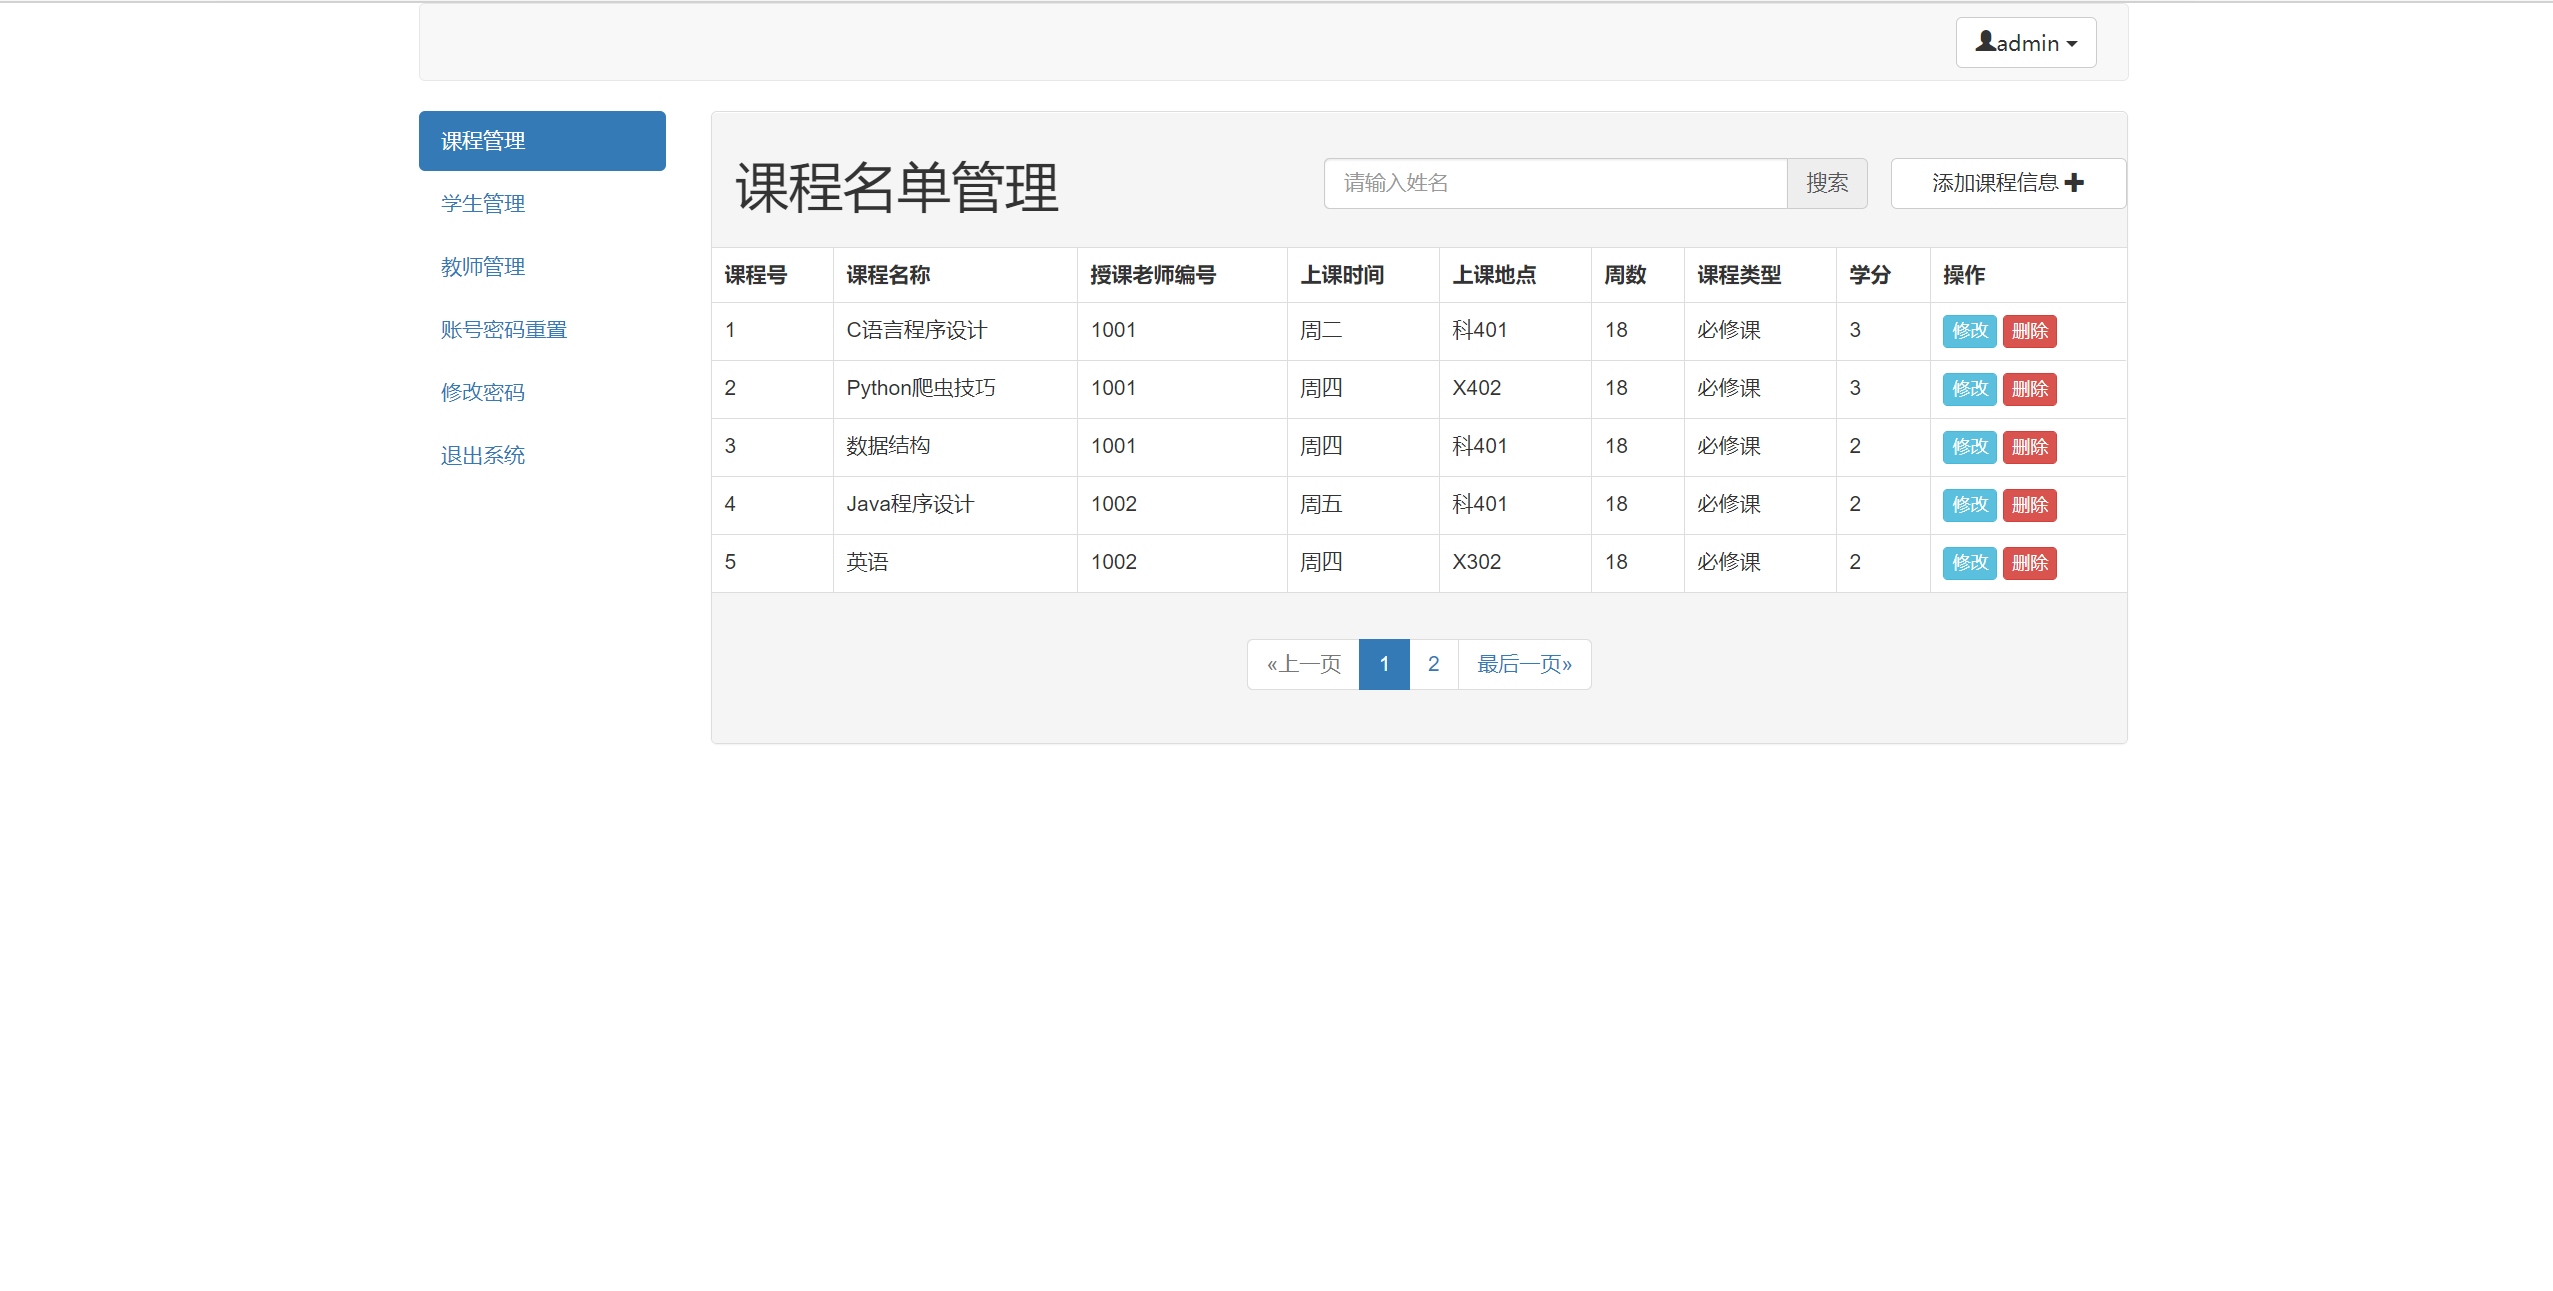 admin
课程管理
学生管理
教师管理
账号密码重置
修改密码
退出系统
课程名单管理 请输入姓名 搜索 添加课程信息
课程号 课程名称 授课老师编号 上课时间 上课地点 周数 课程类型 学分 操作
1 C语言程序设计 1001 周二 科401 18 必修课 3 修改 删除
2 Python爬虫技巧 1001 周四 X402 18 必修课 3 修改 删除
3 数据结构 1001 周四 科401 18 必修课 2 修改 删除
4 Java程序设计 1002 周五 科401 18 必修课 2 修改 删除
5 英语 1002 周四 X302 18 必修课 2 修改 删除
«上一页 1 2 最后一页»